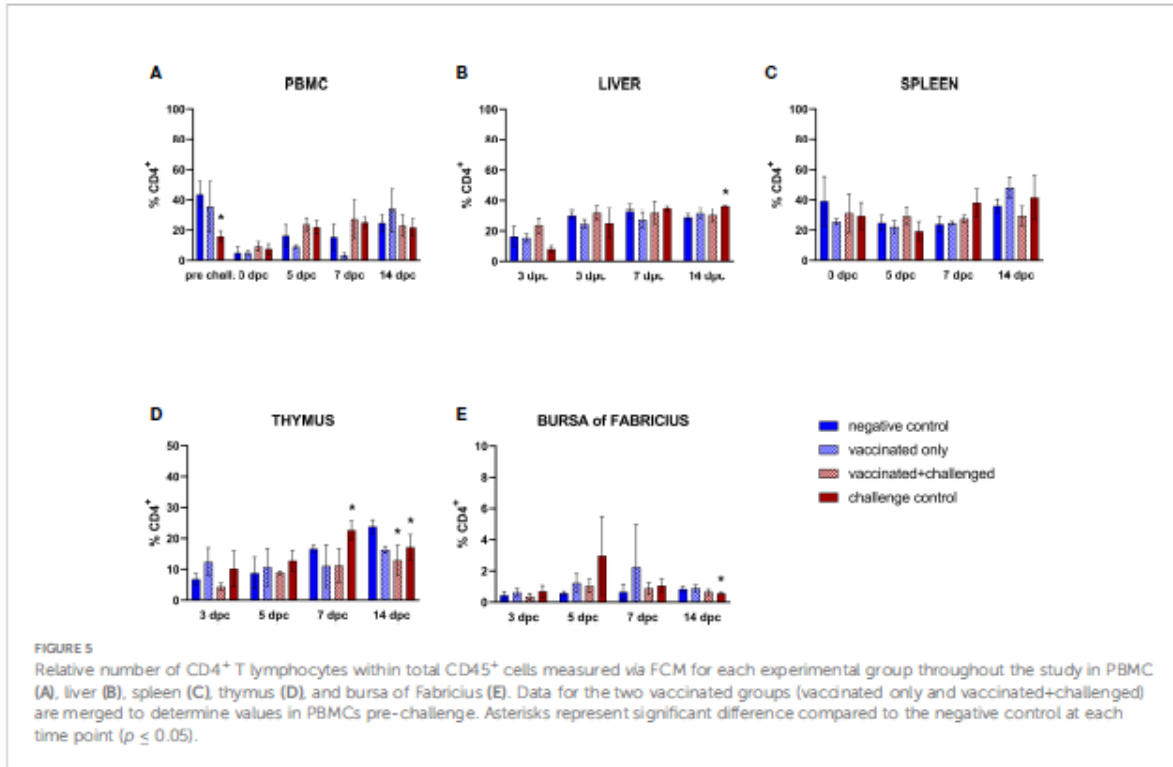 A
PBMC
% CD4+
100
80
60
40
20
0
pre chall. 0 dpc 5 dpc 7 dpc 14 dpc
B
LIVER
% CD4+
100
80
60
40
20
0
3 dpc 3 dpc 7 dpc 14 dpc
*
C
SPLEEN
% CD4+
100
80
60
40
20
0
0 dpc 5 dpc 7 dpc 14 dpc
D
THYMUS
% CD4+
50
40
30
20
10
0
3 dpc 5 dpc 7 dpc 14 dpc
* * *
E
BURSA of FABRICIUS
% CD4+
10
8
6
4
2
0
3 dpc 5 dpc 7 dpc 14 dpc
*
negative control
vaccinated only
vaccinated+challenged
challenge control
FIGURE 5
Relative number of CD4+ T lymphocytes within total CD45+ cells measured via FCM for each experimental group throughout the study in PBMC
(A), liver (B), spleen (C), thymus (D), and bursa of Fabricius (E). Data for the two vaccinated groups (vaccinated only and vaccinated+challenged)
are merged to determine values in PBMCs pre-challenge. Asterisks represent significant difference compared to the negative control at each
time point (p ≤ 0.05).